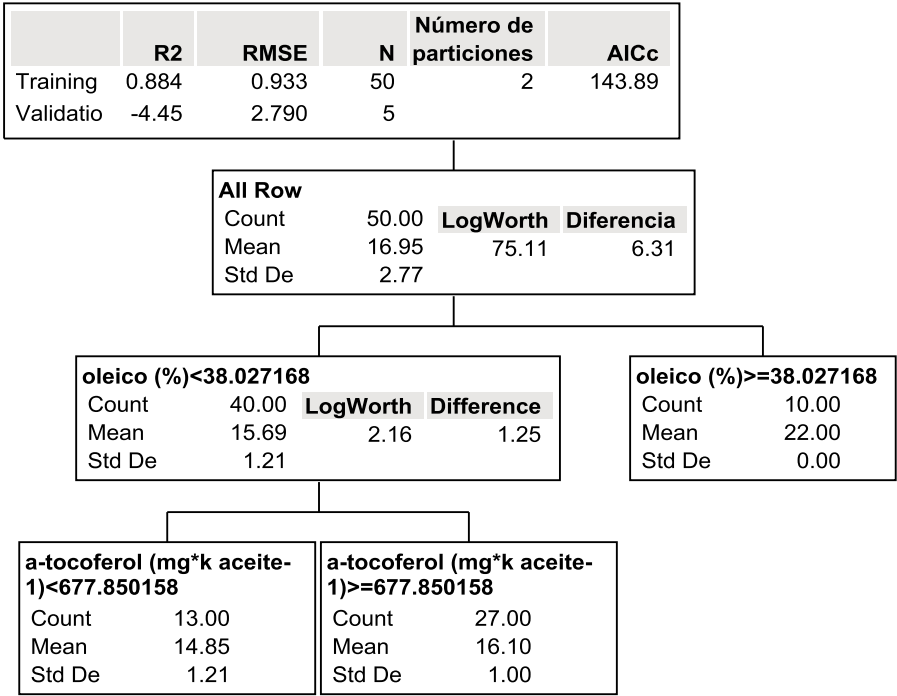 Número de
R2 RMSE N particiones AICc
Training 0.884 0.933 50 2 143.89
Validatio -4.45 2.790 5
All Row
Count 50.00 LogWorth Diferencia
Mean 16.95 75.11 6.31
Std De 2.77
oleico (%)<38.027168
Count 40.00 LogWorth Difference
Mean 15.69 2.16 1.25
Std De 1.21
oleico (%)>=38.027168
Count 10.00
Mean 22.00
Std De 0.00
a-tocoferol (mg*k aceite-
1)<677.850158
Count 13.00
Mean 14.85
Std De 1.21
a-tocoferol (mg*k aceite-
1)>=677.850158
Count 27.00
Mean 16.10
Std De 1.00